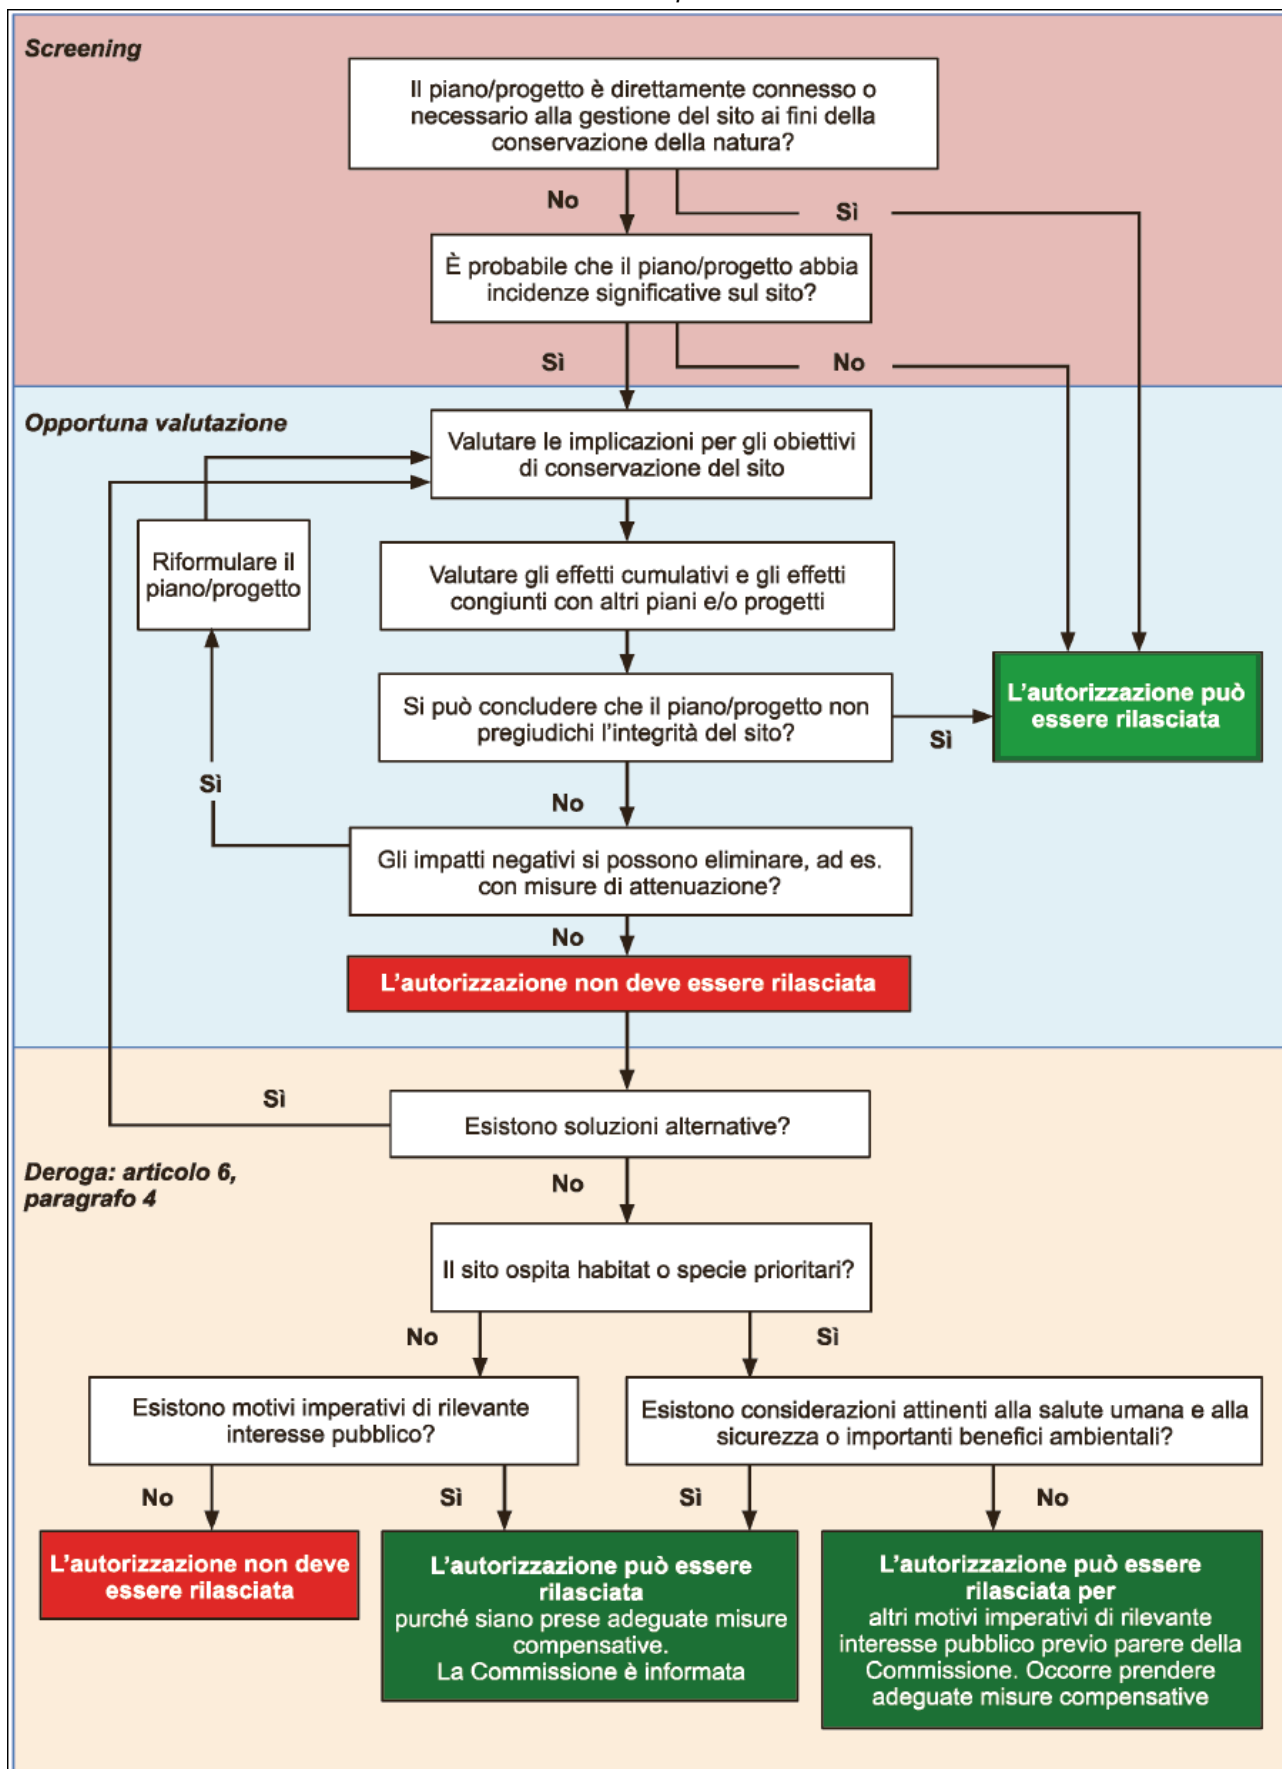 Screening
Il piano/progetto è direttamente connesso o
necessario alla gestione del sito ai fini della
conservazione della natura?
No
Sì
È probabile che il piano/progetto abbia
incidenze significative sul sito?
Sì
No
Opportuna valutazione
Valutare le implicazioni per gli obiettivi
di conservazione del sito
Riformulare il
piano/progetto
Valutare gli effetti cumulativi e gli effetti
congiunti con altri piani e/o progetti
Si può concludere che il piano/progetto non
pregiudichi l'integrità del sito?
Sì
L'autorizzazione può
essere rilasciata
Sì
No
Gli impatti negativi si possono eliminare, ad es.
con misure di attenuazione?
No
L'autorizzazione non deve essere rilasciata
Sì
Esistono soluzioni alternative?
Deroga: articolo 6,
paragrafo 4
No
Il sito ospita habitat o specie prioritari?
No
Sì
Esistono motivi imperativi di rilevante
interesse pubblico?
Esistono considerazioni attinenti alla salute umana e alla
sicurezza o importanti benefici ambientali?
No
Sì
Sì
No
L'autorizzazione non deve
essere rilasciata
L'autorizzazione può essere
rilasciata
purché siano prese adeguate misure
compensative.
La Commissione è informata
L'autorizzazione può essere
rilasciata per
altri motivi imperativi di rilevante
interesse pubblico previo parere della
Commissione. Occorre prendere
adeguate misure compensative